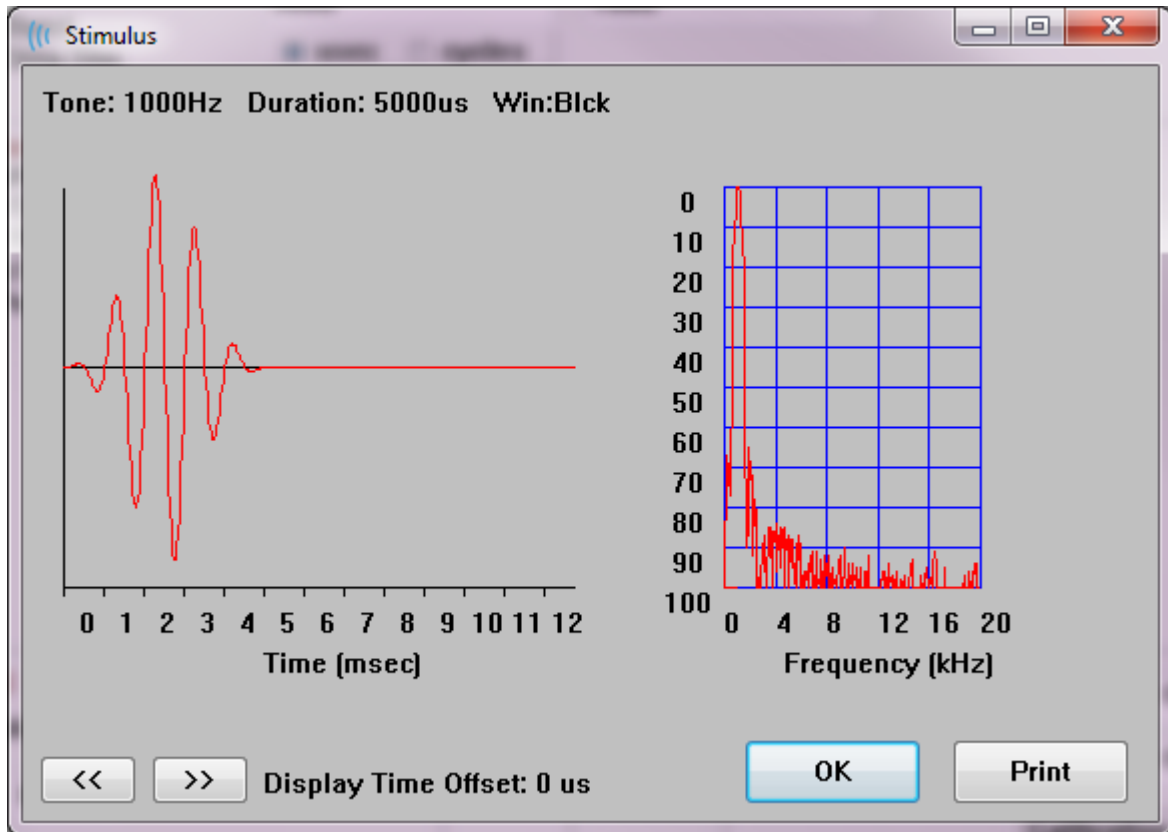 Stimulus
Tone: 1000Hz Duration: 5000us Win:Blck
0
10
20
30
40
50
60
70
80
90
100
0 1 2 3 4 5 6 7 8 9 10 11 12
Time (msec)
0 4 8 12 16 20
Frequency (kHz)
<< >> Display Time Offset: 0 us
OK Print